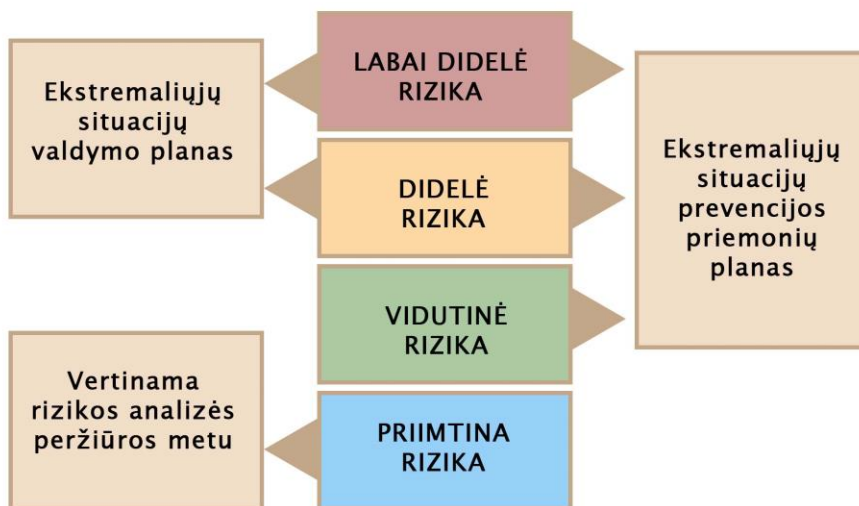 Ekstremaliųjų
situacijų
valdymo planas
LABAI DIDELĖ
RIZIKA
DIDELĖ
RIZIKA
Ekstremaliųjų
situacijų
prevencijos
priemonių
planas
VIDUTINĖ
RIZIKA
Vertinama
rizikos analizės
peržiūros metu
PRIIMTINA
RIZIKA